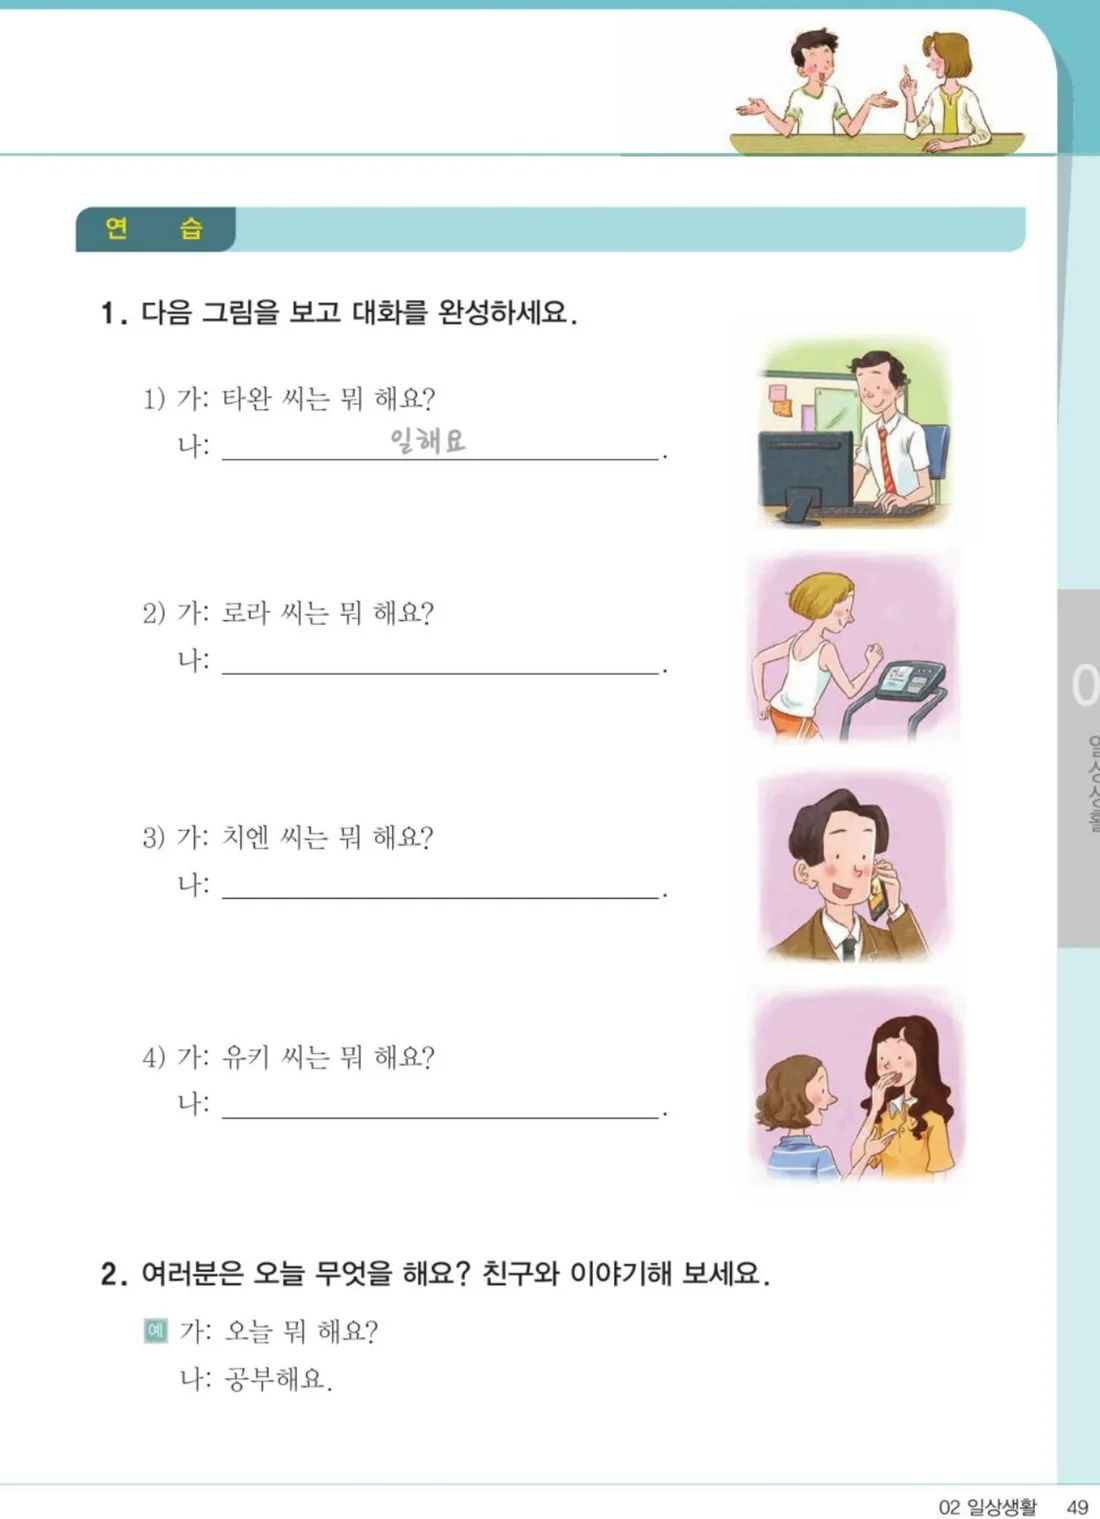 연 습
1. 다음 그림을 보고 대화를 완성하세요.
1) 가: 타완 씨는 뭐 해요?
나: 일해요.
2) 가: 로라 씨는 뭐 해요?
나: .
3) 가: 치엔 씨는 뭐 해요?
나: .
4) 가: 유키 씨는 뭐 해요?
나: .
2. 여러분은 오늘 무엇을 해요? 친구와 이야기해 보세요.
예 가: 오늘 뭐 해요?
나: 공부해요.
0
일상생활
02 일상생활 49